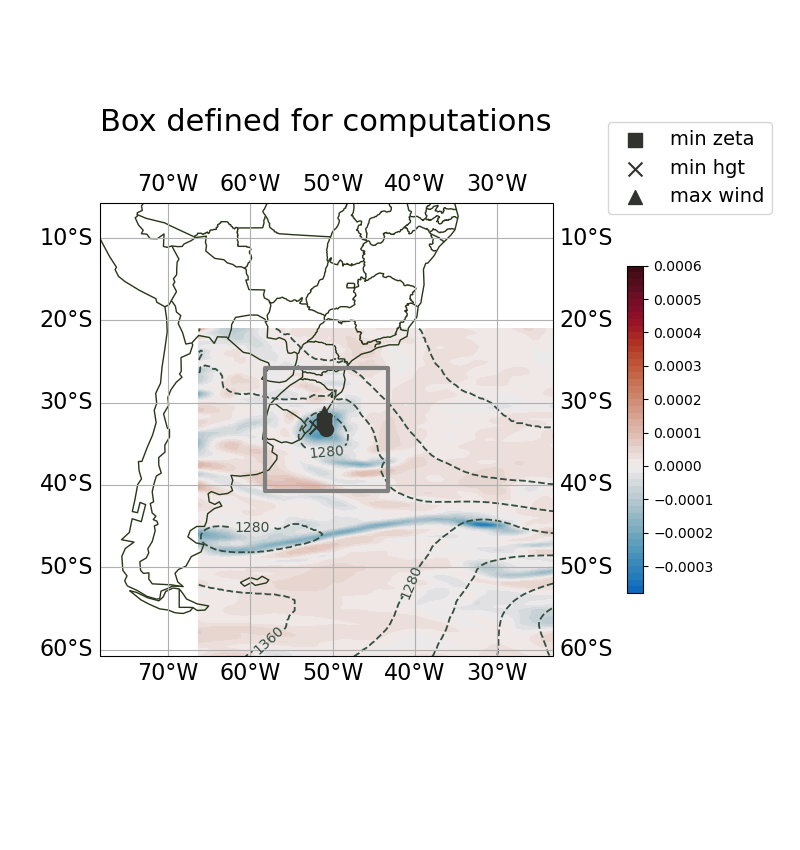 Box defined for computations
min zeta
min hgt
max wind
70°W 60°W 50°W 40°W 30°W
10°S 10°S
20°S 20°S
30°S 30°S
40°S 40°S
50°S 50°S
60°S 60°S
1280
1280
1280
1360
70°W 60°W 50°W 40°W 30°W
0.0006
0.0005
0.0004
0.0003
0.0002
0.0001
0.0000
−0.0001
−0.0002
−0.0003